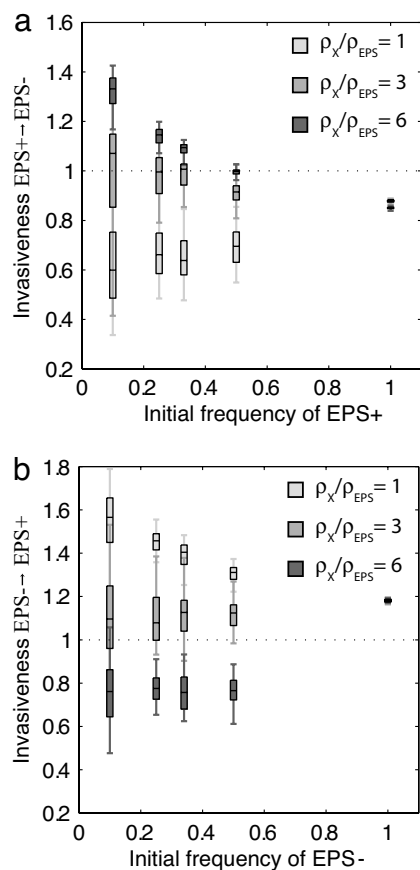 a
Invasiveness EPS+→EPS-
1.6
1.4
1.2
1
0.8
0.6
0.4
0.2
ρX/ρEPS= 1
ρX/ρEPS= 3
ρX/ρEPS= 6
0 0.2 0.4 0.6 0.8 1
Initial frequency of EPS+
b
Invasiveness EPS-→ EPS+
1.8
1.6
1.4
1.2
1
0.8
0.6
0.4
0.2
ρX/ρEPS= 1
ρX/ρEPS= 3
ρX/ρEPS= 6
0 0.2 0.4 0.6 0.8 1
Initial frequency of EPS-